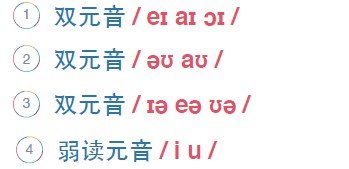 1 双元音 / eɪ aɪ ɔɪ /
2 双元音 / əʊ aʊ /
3 双元音 / ɪə eə ʊə /
4 弱读元音 / i u /